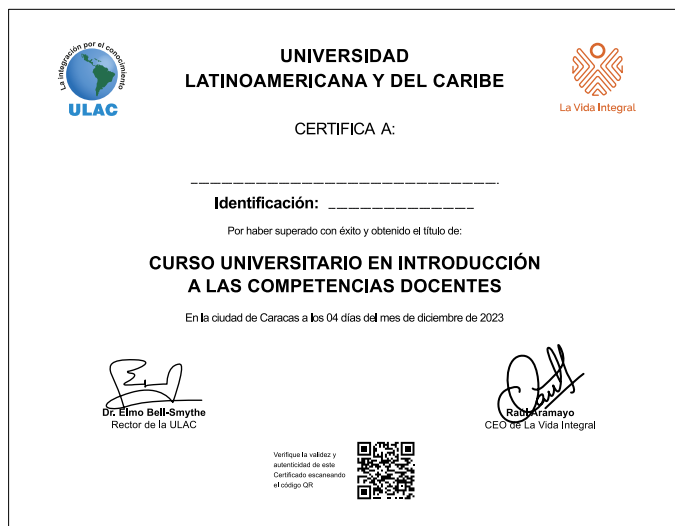 La integración por el conocimiento
ULAC
UNIVERSIDAD
LATINOAMERICANA Y DEL CARIBE
La Vida Integral
CERTIFICA A:
Identificación:
Por haber superado con éxito y obtenido el título de:
CURSO UNIVERSITARIO EN INTRODUCCIÓN
A LAS COMPETENCIAS DOCENTES
En la ciudad de Caracas a los 04 días del mes de diciembre de 2023
Dr. Elmo Bell-Smythe
Rector de la ULAC
Raúl Aramayo
CEO de La Vida Integral
Verifique la validez y
autenticidad de este
Certificado escaneando
el código QR